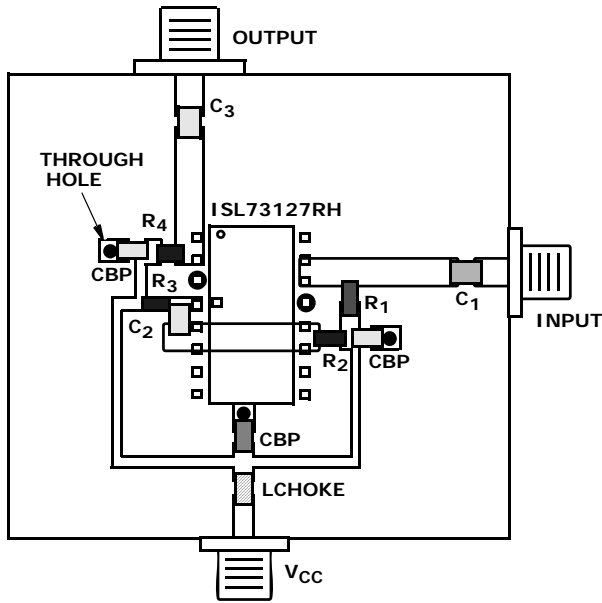 OUTPUT
C3
THROUGH
HOLE
ISL73127RH
R4
CBP
R3
C1
R1
INPUT
C2
R2
CBP
CBP
LCHOKE
VCC